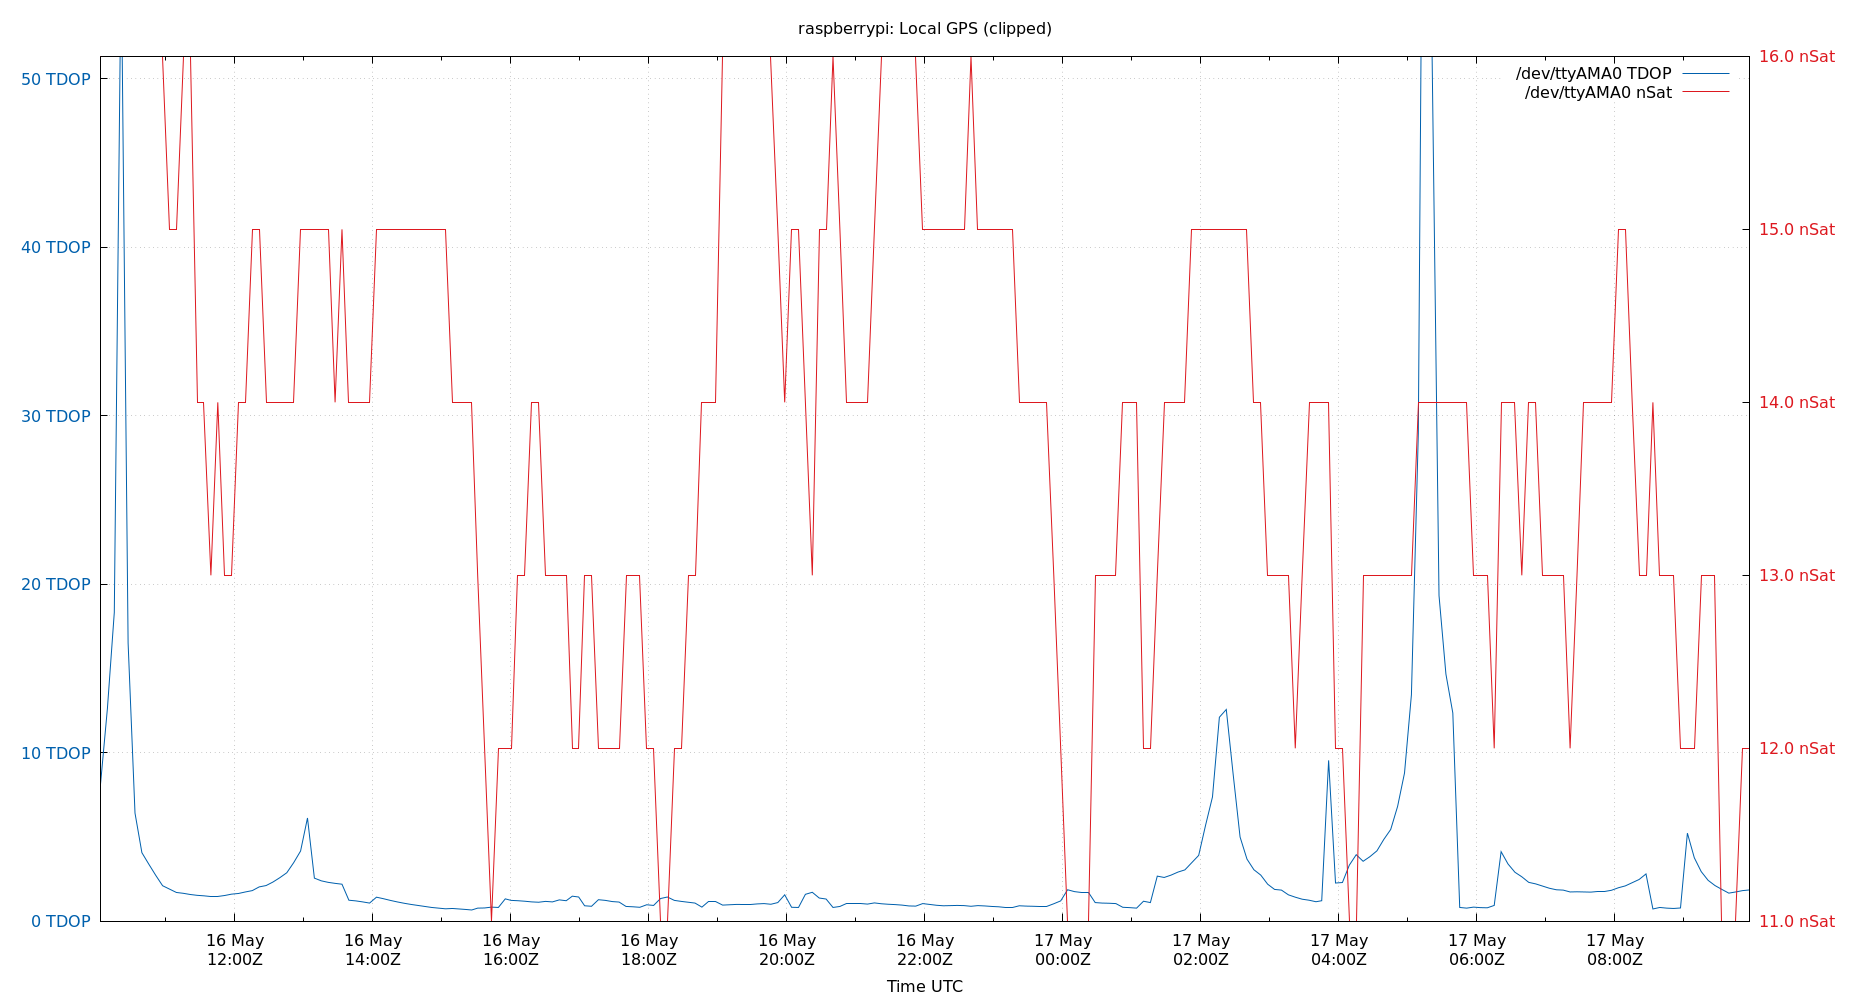 raspberrypi: Local GPS (clipped)
50 TDOP
40 TDOP
30 TDOP
20 TDOP
10 TDOP
0 TDOP
/dev/ttyAMA0 TDOP
/dev/ttyAMA0 nSat
16.0 nSat
15.0 nSat
14.0 nSat
13.0 nSat
12.0 nSat
11.0 nSat
16 May
12:00Z
16 May
14:00Z
16 May
16:00Z
16 May
18:00Z
16 May
20:00Z
16 May
22:00Z
17 May
00:00Z
17 May
02:00Z
17 May
04:00Z
17 May
06:00Z
17 May
08:00Z
Time UTC